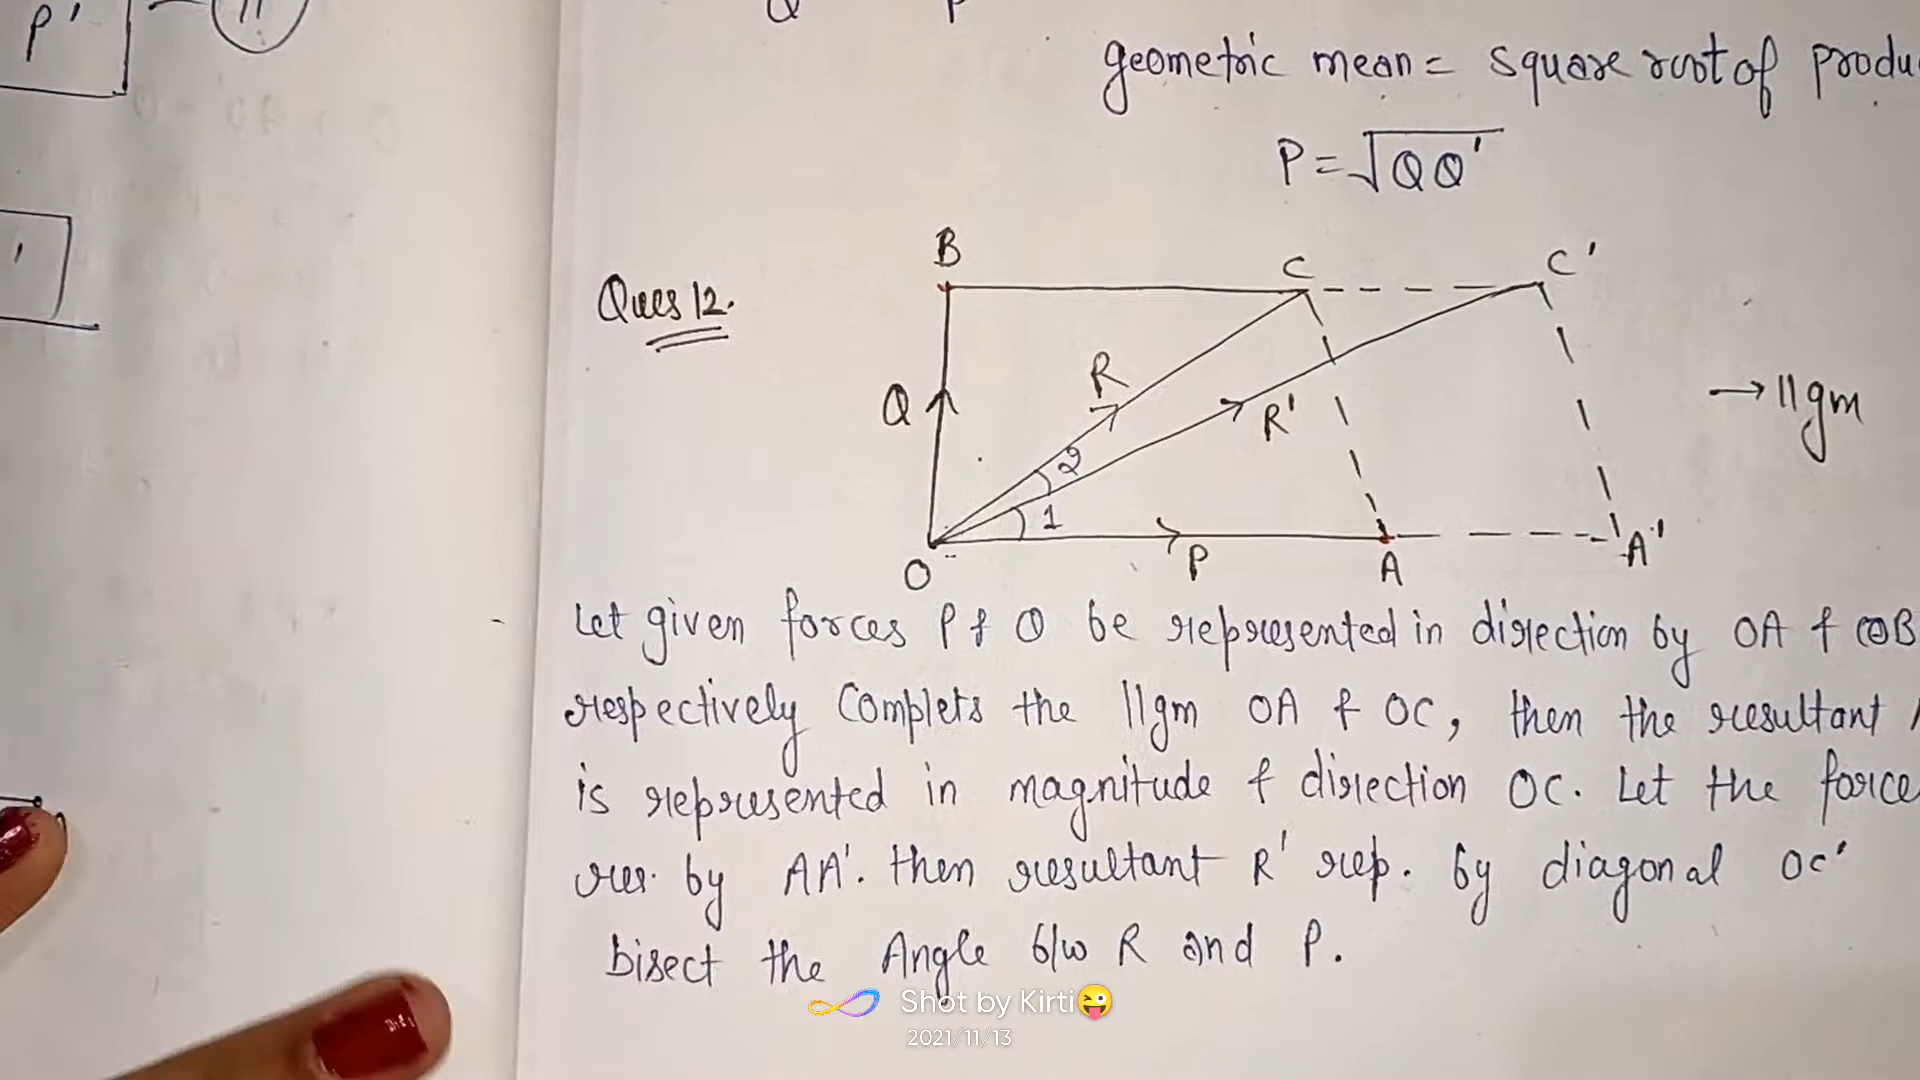 P'
11
Q P
geometric mean = square root of produ
P = √QQ'
'
Ques 12.
B
C
C'
Q
R
R'
→ 11gm
2
1
O
P
A
A'
Let given forces P & Q be represented in direction by OA & OB
respectively Complets the 11gm OA & OC, then the resultant
is represented in magnitude & direction OC. Let the force
by AA'. then resultant R' rep. by diagonal OC'
bisect the Angle b/w R and P.
Shot by Kirti😜
2021/11/13